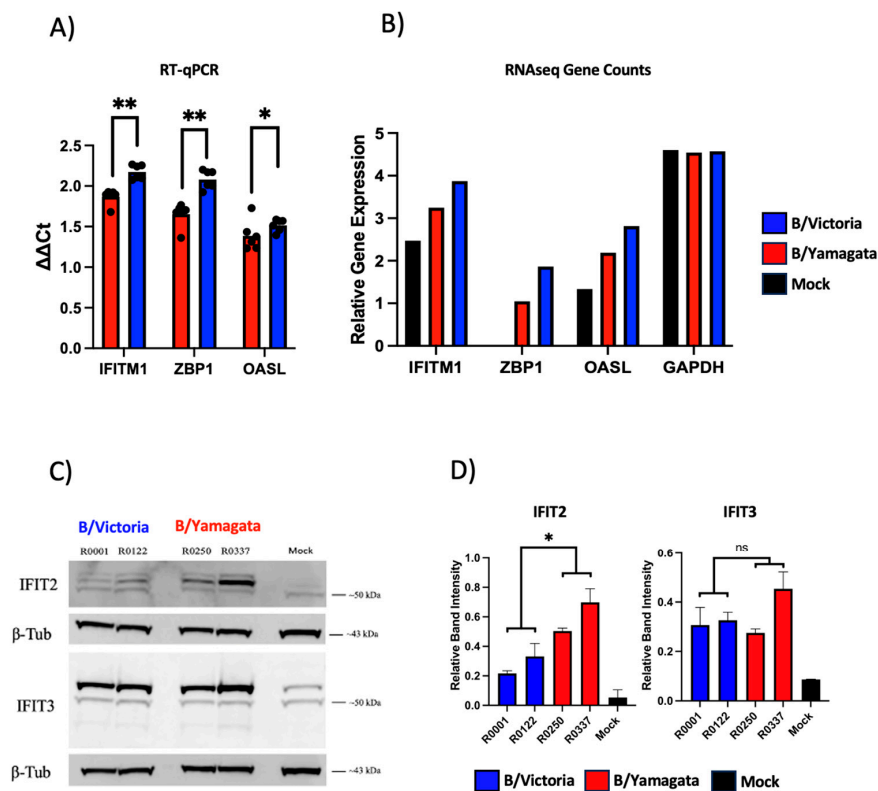 A)
RT-qPCR
** ** *
ΔΔCt
2.5
2.0
1.5
1.0
0.5
0.0
IFITM1 ZBP1 OASL
B)
RNAseq Gene Counts
Relative Gene Expression
5
4
3
2
1
0
IFITM1 ZBP1 OASL GAPDH
B/Victoria
B/Yamagata
Mock
C)
B/Victoria B/Yamagata
R0001 R0122 R0250 R0337 Mock
IFIT2
~50 kDa
β-Tub
~43 kDa
IFIT3
~50 kDa
β-Tub
~43 kDa
D)
IFIT2
*
Relative Band Intensity
1.0
0.8
0.6
0.4
0.2
0.0
R0001 R0122 R0250 R0337 Mock
IFIT3
ns
Relative Band Intensity
0.6
0.4
0.2
0.0
R0001 R0122 R0250 R0337 Mock
B/Victoria B/Yamagata Mock